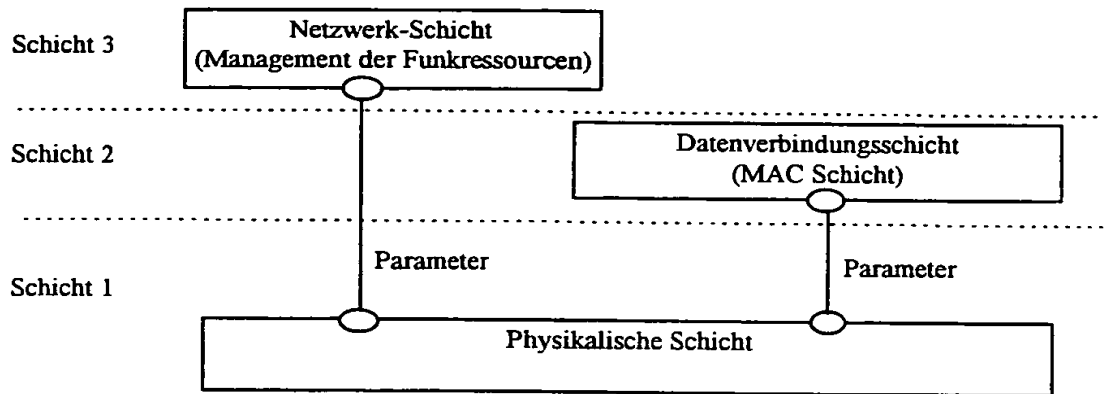 Schicht 3
Netzwerk-Schicht
(Management der Funkressourcen)
Schicht 2
Datenverbindungsschicht
(MAC Schicht)
Parameter
Parameter
Schicht 1
Physikalische Schicht